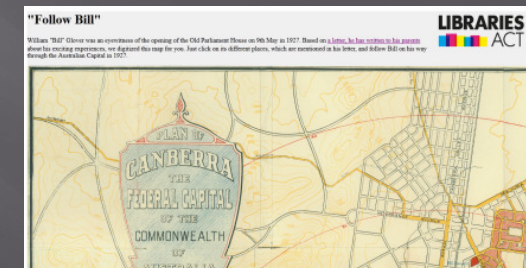 "Follow Bill"
LIBRARIES
ACT
William "Bill" Glover was an eyewitness of the opening of the Old Parliament House on 9th May in 1927. Based on a letter, he has written to his parents
about his exciting experiences, we digitized this map for you. Just click on its different places, which are mentioned in his letter, and follow Bill on his way
through the Australian Capital in 1927.
PLAN OF
CANBERRA
THE
FEDERAL CAPITAL
OF THE
COMMONWEALTH
OF
AUSTRALIA